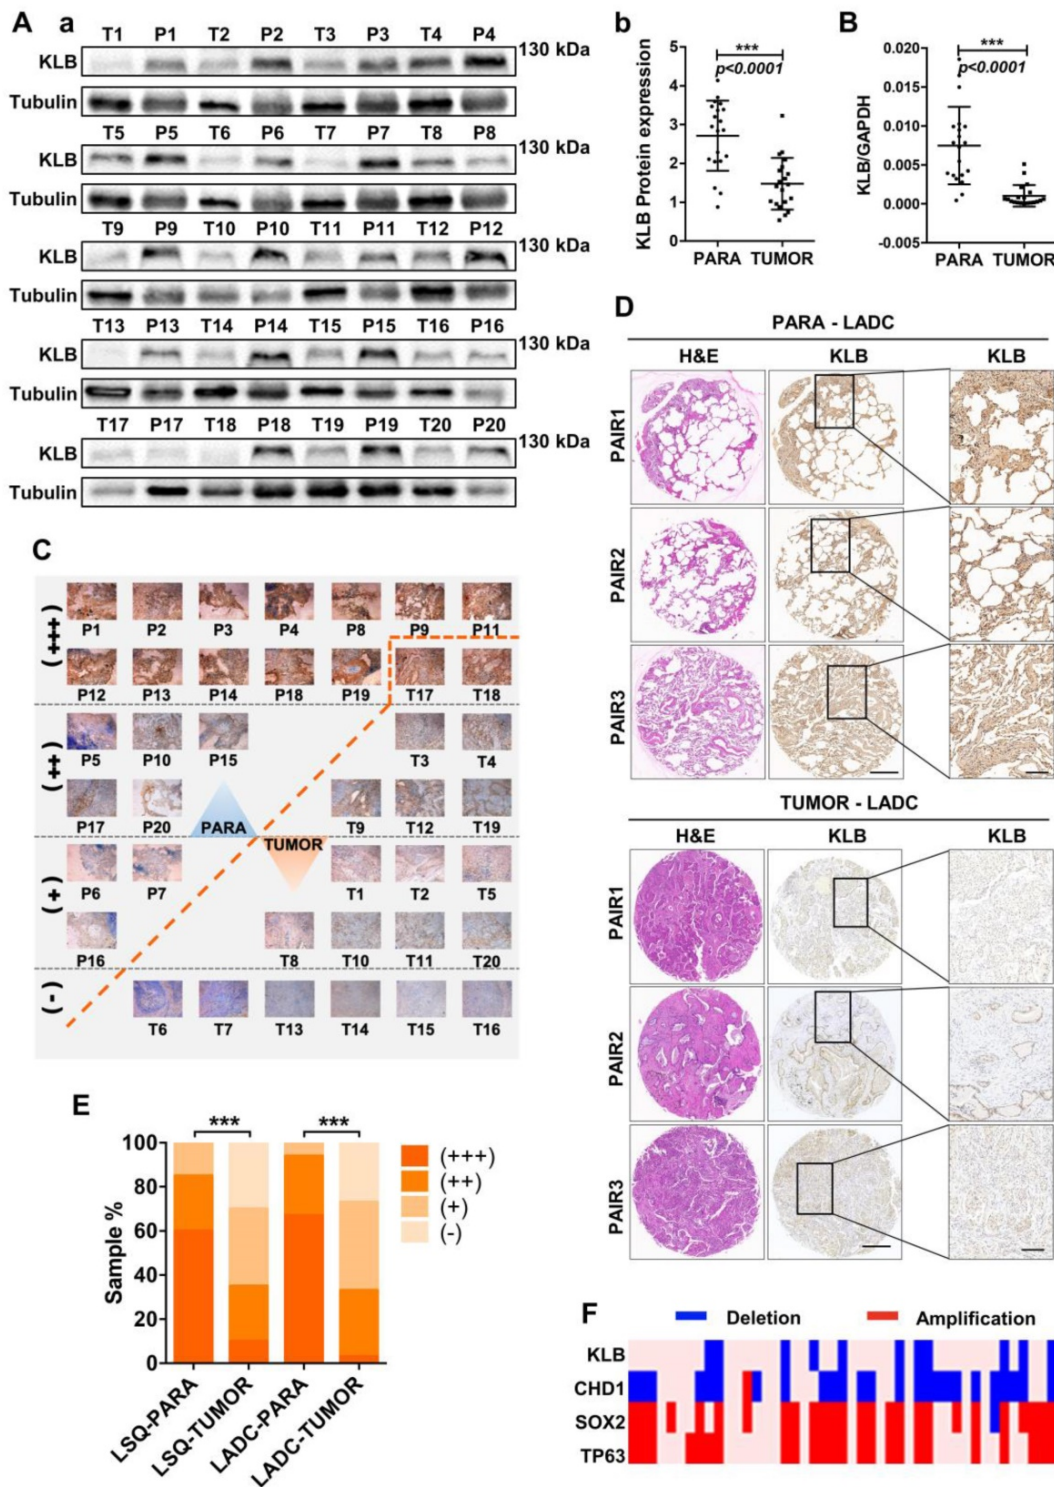 A a
T1 P1 T2 P2 T3 P3 T4 P4
130 kDa
KLB
Tubulin
T5 P5 T6 P6 T7 P7 T8 P8
130 kDa
KLB
Tubulin
T9 P9 T10 P10 T11 P11 T12 P12
130 kDa
KLB
Tubulin
T13 P13 T14 P14 T15 P15 T16 P16
130 kDa
KLB
Tubulin
T17 P17 T18 P18 T19 P19 T20 P20
130 kDa
KLB
Tubulin
b
***
p<0.0001
KLB Protein expression
5
4
3
2
1
0
PARA TUMOR
B
***
p<0.0001
KLB/GAPDH
0.020
0.015
0.010
0.005
0.000
-0.005
PARA TUMOR
C
(+++)
P1 P2 P3 P4 P8 P9 P11
P12 P13 P14 P18 P19 T17 T18
(++)
P5 P10 P15 T3 T4
P17 P20 PARA T9 T12 T19
TUMOR
(+)
P6 P7 T1 T2 T5
P16 T8 T10 T11 T20
(-)
T6 T7 T13 T14 T15 T16
D
PARA - LADC
H&E KLB KLB
PAIR1
PAIR2
PAIR3
TUMOR - LADC
H&E KLB KLB
PAIR1
PAIR2
PAIR3
E
*** ***
Sample %
100
80
60
40
20
0
LSQ-PARA
LSQ-TUMOR
LADC-PARA
LADC-TUMOR
(+++)
(++)
(+)
(-)
F
Deletion Amplification
KLB
CHD1
SOX2
TP63